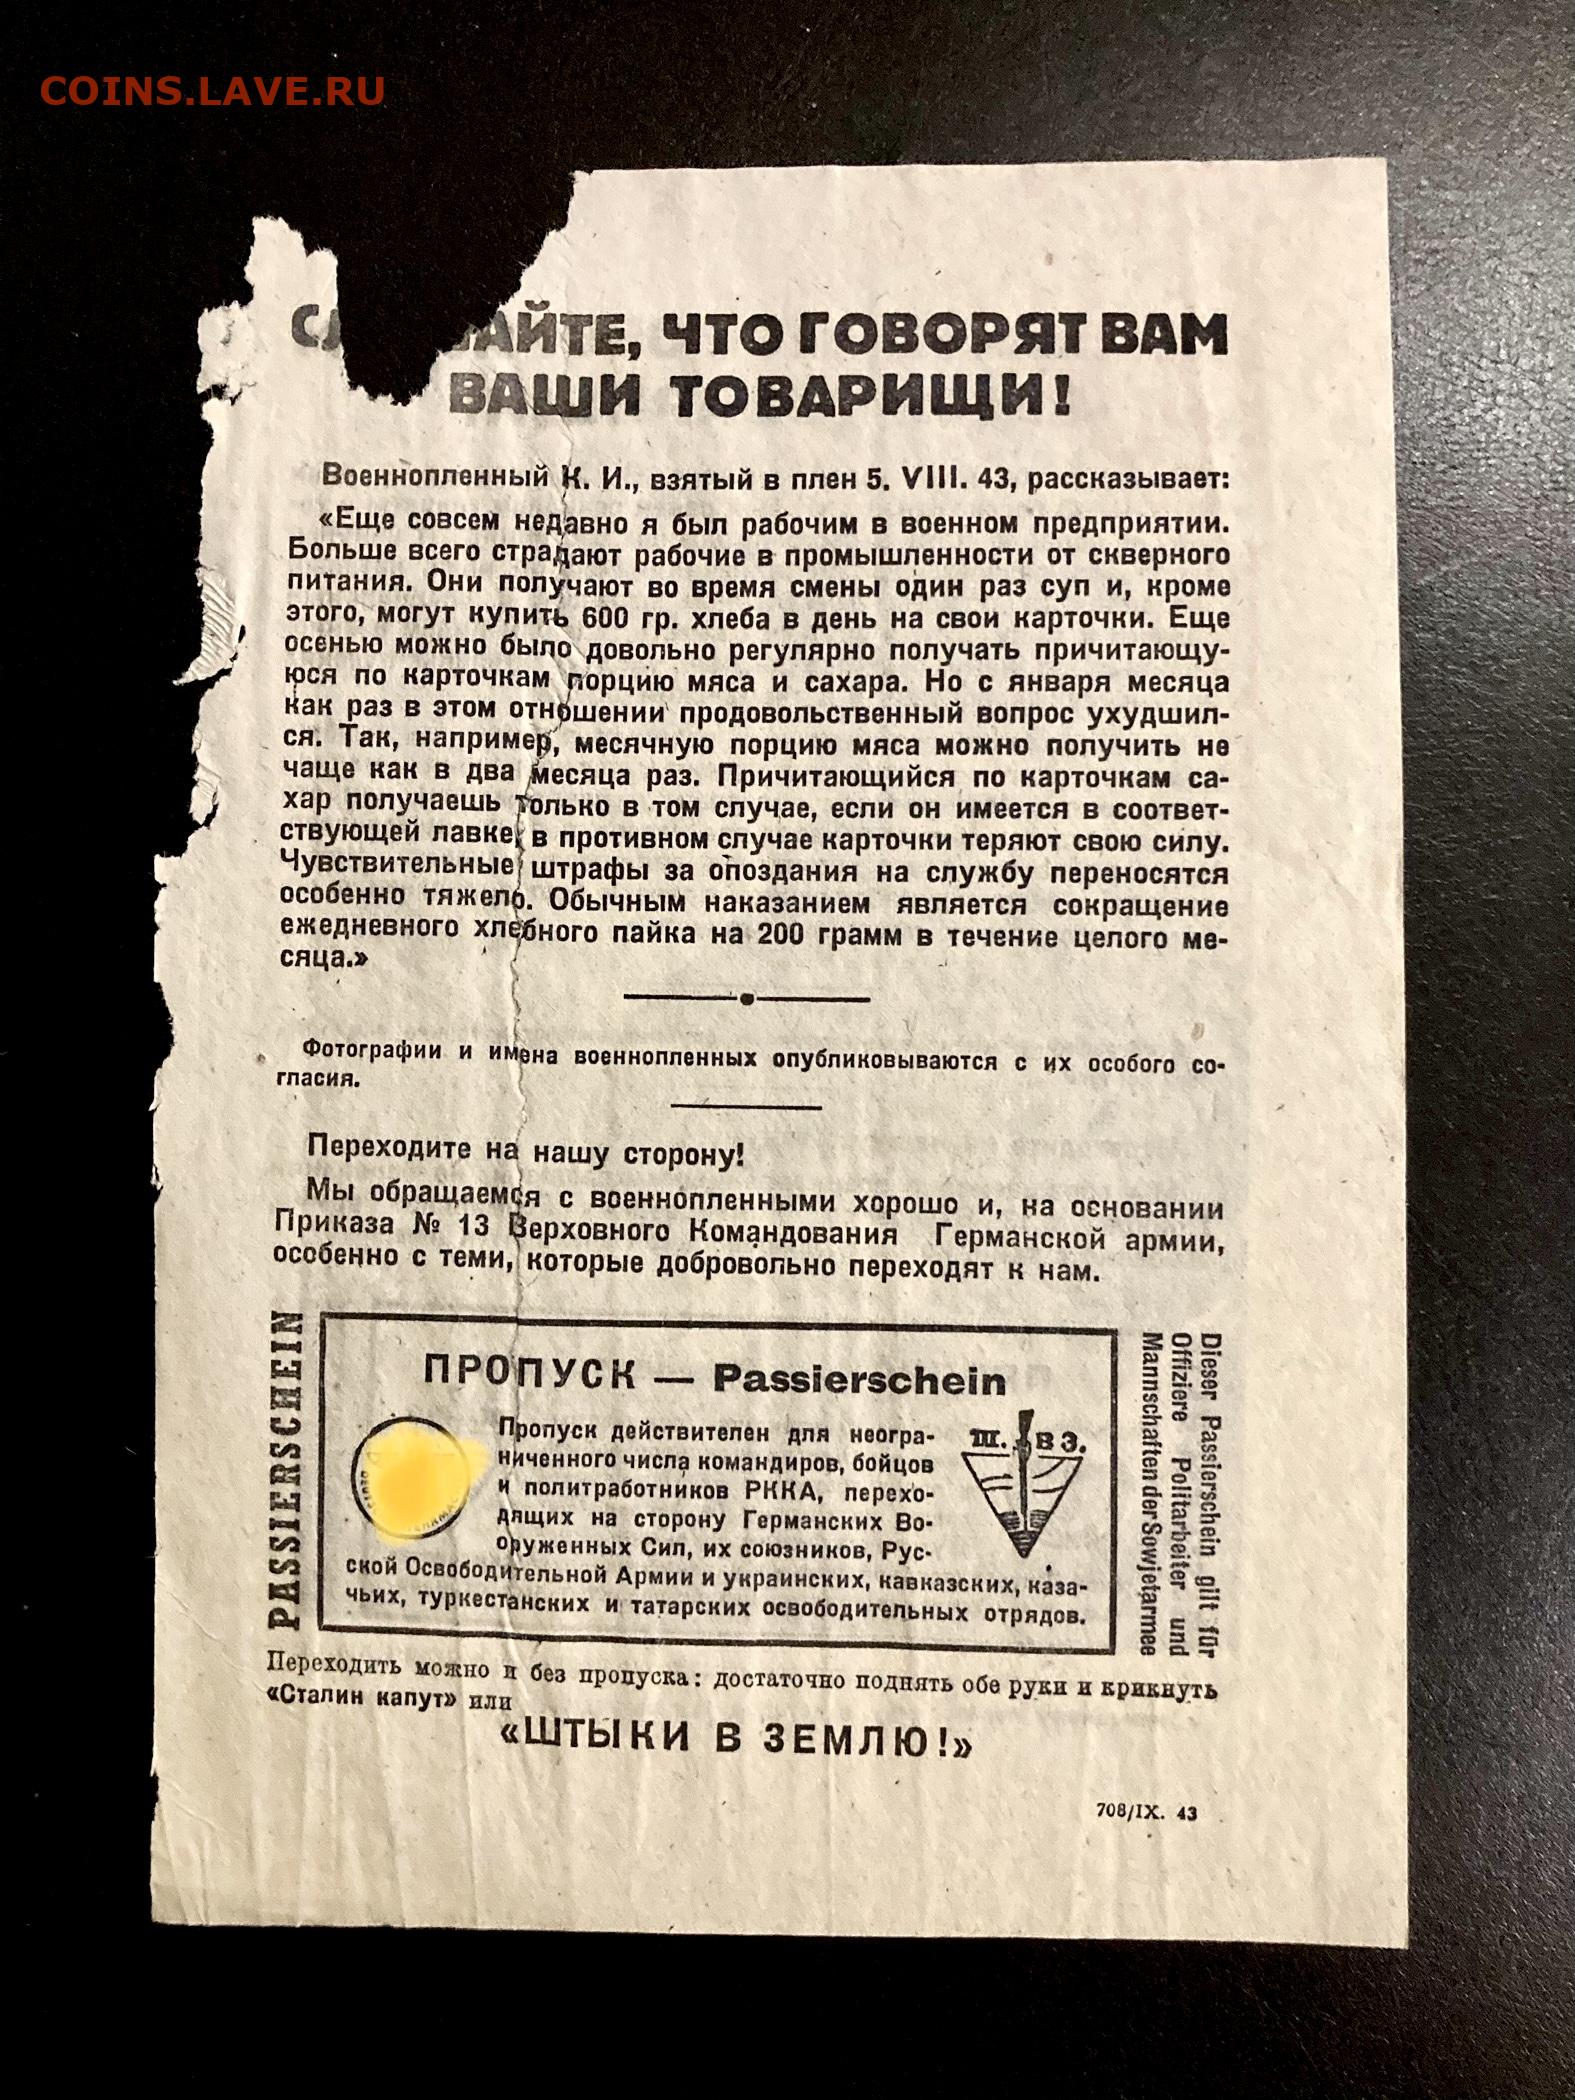 COINS.LAVE.RU
ЧТО ГОВОРЯТ ВАМ
ВАШИ ТОВАРИЩИ!
Военнопленный К. И., взятый в плен 5. VIII. 43, рассказывает:
«Еще совсем недавно я был рабочим в военном предприятии.
Больше всего страдают рабочие в промышленности от скверного
питания. Они получают во время смены один раз суп и, кроме
этого, могут купить 600 гр. хлеба в день на свои карточки. Еще
осенью можно было довольно регулярно получать причитающу-
юся по карточкам порцию мяса и сахара. Но с января месяца
как раз в этом отношении продовольственный вопрос ухудшил-
ся. Так, например, месячную порцию мяса можно получить не
чаще как в два месяца раз. Причитающийся по карточкам са-
хар получаешь только в том случае, если он имеется в соответ-
ствующей лавке, в противном случае карточки теряют свою силу.
Чувствительные штрафы за опоздания на службу переносятся
особенно тяжело. Обычным наказанием является сокращение
ежедневного хлебного пайка на 200 грамм в течение целого ме-
сяца.»
Фотографии и имена военнопленных опубликовываются с их особого со-
гласия.
Переходите на нашу сторону!
Мы обращаемся с военнопленными хорошо и, на основании
Приказа № 13 Верховного Командования Германской армии,
особенно с теми, которые добровольно переходят к нам.
PASSIERSCHEIN
ПРОПУСК — Passierschein
Пропуск действителен для неогра-
ниченного числа командиров, бойцов
и политработников РККА, перехо-
дящих на сторону Германских Во-
оруженных Сил, их союзников, Рус-
ской Освободительной Армии и украинских, кавказских, каза-
чьих, туркестанских и татарских освободительных отрядов.
Ш. В З.
Dieser Passierschein gilt für
Offiziere Politarbeiter und
Mannschaften der Sowjetarmee
Переходить можно и без пропуска: достаточно поднять обе руки и крикнуть
«Сталин капут» или
«ШТЫКИ В ЗЕМЛЮ!»
708/IX. 43